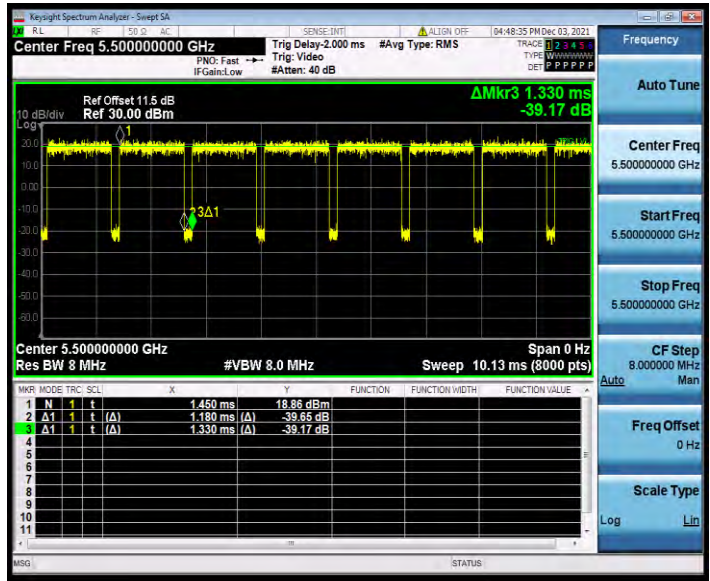 Keysight Spectrum Analyzer - Swept SA
RL RF 50 Ω AC SENSE:INT ALIGN OFF 04:48:35 PM Dec 03, 2021
Center Freq 5.500000000 GHz
PNO: Fast
IFGain:Low
Trig Delay-2.000 ms
Trig: Video
#Atten: 40 dB
#Avg Type: RMS
TRACE 1 2 3 4 5 6
TYPE WWWWWW
DET P P P P P P
10 dB/div
Log
Ref Offset 11.5 dB
Ref 30.00 dBm
ΔMkr3 1.330 ms
-39.17 dB
20.0
10.0
0.00
-10.0
-20.0
-30.0
-40.0
-50.0
-60.0
1
3Δ1
Center 5.500000000 GHz Span 0 Hz
Res BW 8 MHz #VBW 8.0 MHz Sweep 10.13 ms (8000 pts)
MKR MODE TRC SCL X Y FUNCTION FUNCTION WIDTH FUNCTION VALUE
1 N 1 t 1.450 ms 18.86 dBm
2 Δ1 1 t (Δ) 1.180 ms (Δ) -39.65 dB
3 Δ1 1 t (Δ) 1.330 ms (Δ) -39.17 dB
4
5
6
7
8
9
10
11
MSG STATUS
Frequency
Auto Tune
Center Freq
5.500000000 GHz
Start Freq
5.500000000 GHz
Stop Freq
5.500000000 GHz
CF Step
8.000000 MHz
Auto Man
Freq Offset
0 Hz
Scale Type
Log Lin